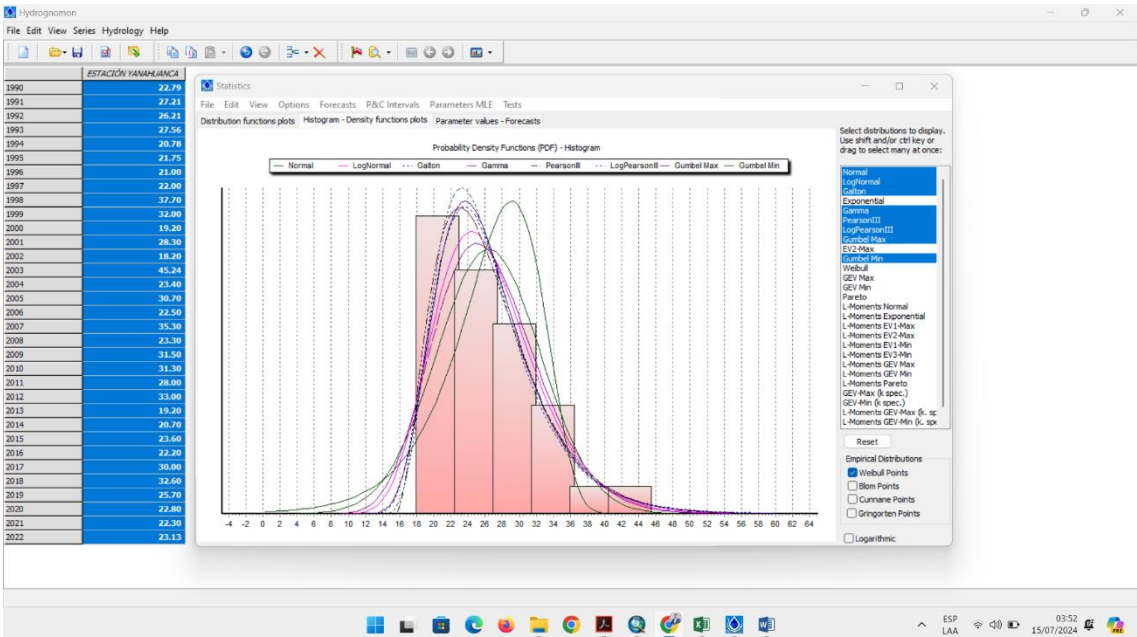 Hydrognomon
File Edit View Series Hydrology Help
ESTACIÓN YANAHUANCA
1990 22.79
1991 27.21
1992 26.21
1993 27.56
1994 20.78
1995 21.75
1996 21.00
1997 22.00
1998 37.70
1999 32.00
2000 19.20
2001 28.30
2002 18.20
2003 45.24
2004 23.40
2005 30.70
2006 22.50
2007 35.30
2008 23.30
2009 31.50
2010 31.30
2011 28.00
2012 33.00
2013 19.20
2014 20.70
2015 23.60
2016 22.20
2017 30.00
2018 32.60
2019 25.70
2020 22.80
2021 22.30
2022 23.13
Statistics
File Edit View Options Forecasts P&C Intervals Parameters MLE Tests
Distribution functions plots Histogram - Density functions plots Parameter values - Forecasts
Probability Density Functions (PDF) - Histogram
Normal LogNormal Galton Gamma PearsonIII LogPearsonIII Gumbel Max Gumbel Min
-4 -2 0 2 4 6 8 10 12 14 16 18 20 22 24 26 28 30 32 34 36 38 40 42 44 46 48 50 52 54 56 58 60 62 64
Select distributions to display.
Use shift and/or ctrl key or
drag to select many at once:
Normal
LogNormal
Galton
Exponential
Gamma
PearsonIII
LogPearsonIII
Gumbel Max
EV2-Max
Gumbel Min
Weibull
GEV Max
GEV Min
Pareto
L-Moments Normal
L-Moments Exponential
L-Moments EV1-Max
L-Moments EV2-Max
L-Moments EV1-Min
L-Moments EV3-Min
L-Moments GEV Max
L-Moments GEV Min
L-Moments Pareto
GEV-Max (k spec.)
GEV-Min (k spec.)
L-Moments GEV-Max (k. sp
L-Moments GEV-Min (k. spe
Reset
Empirical Distributions
Weibull Points
Blom Points
Cunnane Points
Gringorten Points
Logarithmic
ESP
LAA
03:52
15/07/2024